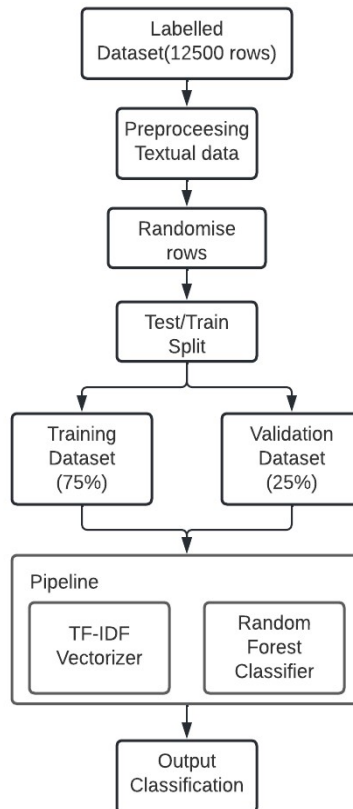 Labelled
Dataset(12500 rows)
Preproceesing
Textual data
Randomise
rows
Test/Train
Split
Training
Dataset
(75%)
Validation
Dataset
(25%)
Pipeline
TF-IDF
Vectorizer
Random
Forest
Classifier
Output
Classification